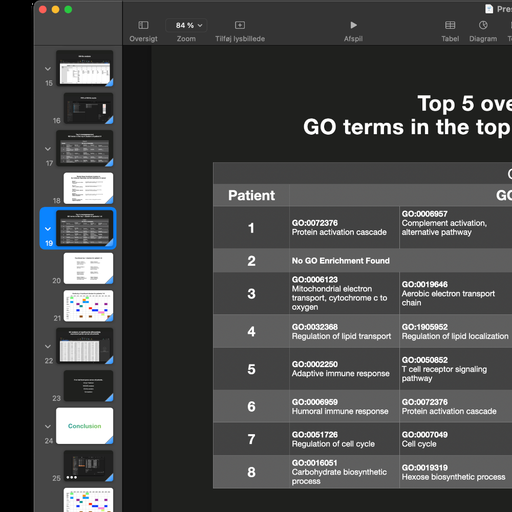 Pres
84 %
Oversigt
Zoom
Tilføj lysbillede
Afspil
Tabel
Diagram
15
16
17
18
19
20
21
22
23
Conclusion
24
25
Top 5 ove
GO terms in the top
Patient
GO
1
GO:0072376
Protein activation cascade
GO:0006957
Complement activation,
alternative pathway
2
No GO Enrichment Found
3
GO:0006123
Mitochondrial electron
transport, cytochrome c to
oxygen
GO:0019646
Aerobic electron transport
chain
4
GO:0032368
Regulation of lipid transport
GO:1905952
Regulation of lipid localization
5
GO:0002250
Adaptive immune response
GO:0050852
T cell receptor signaling
pathway
6
GO:0006959
Humoral immune response
GO:0072376
Protein activation cascade
7
GO:0051726
Regulation of cell cycle
GO:0007049
Cell cycle
8
GO:0016051
Carbohydrate biosynthetic
process
GO:0019319
Hexose biosynthetic process